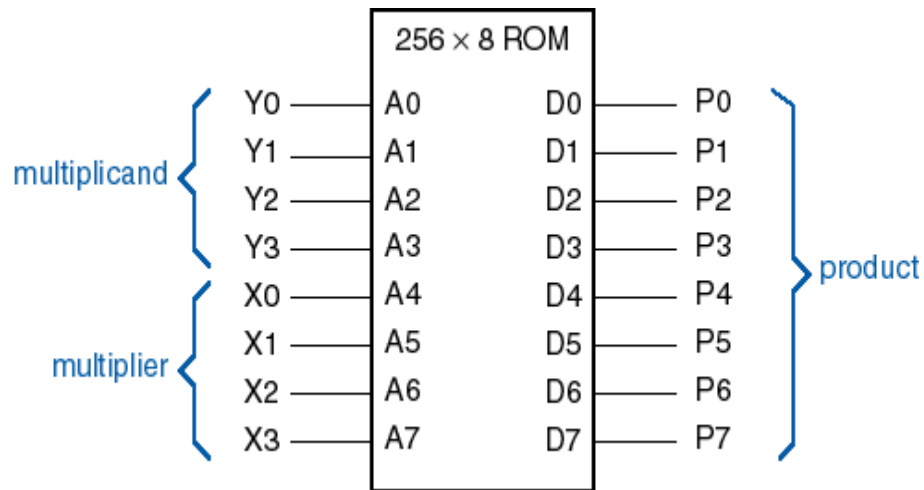 256 × 8 ROM
Y0 A0 D0 P0
Y1 A1 D1 P1
multiplicand
Y2 A2 D2 P2
Y3 A3 D3 P3
product
X0 A4 D4 P4
X1 A5 D5 P5
multiplier
X2 A6 D6 P6
X3 A7 D7 P7